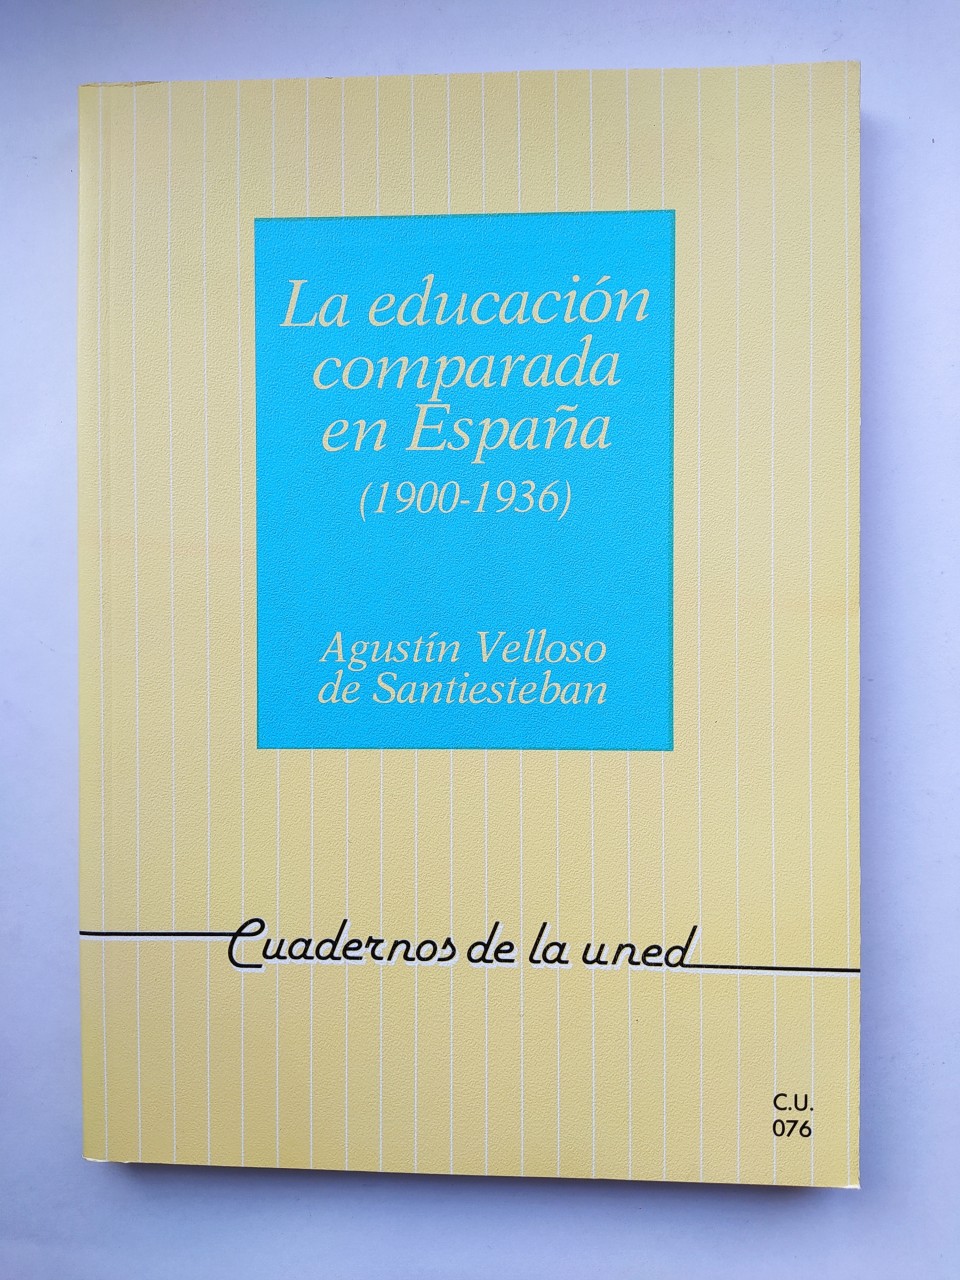 La educación
comparada
en España
(1900-1936)
Agustín Velloso
de Santiesteban
Cuadernos de la uned
C.U.
076